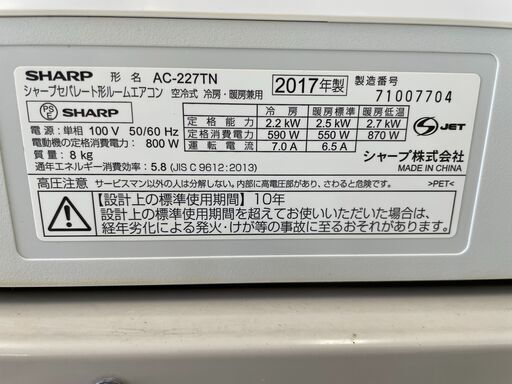 SHARP 形名 AC-227TN 2017年製 製造番号 71007704
シャープセパレート形ルームエアコン 空冷式 冷房・暖房兼用
PS E SHARP
電源：単相 100 V 50/60 Hz
電動機の定格消費電力： 800 W
質量：8 kg
冷房 暖房標準 暖房低温
定格能力 2.2 kW 2.5 kW 2.7 kW
定格消費電力 590 W 550 W 870 W
運転電流 7.0 A 6.5 A
S JET
通年エネルギー消費効率： 5.8 (JIS C 9612:2013)
シャープ株式会社
MADE IN CHINA
高圧注意 サービスマン以外の人は分解しない。内部に高電圧部があり、さわると危険です。 >PET<
【設計上の標準使用期間】10年
設計上の標準使用期間を超えてお使いいただいた場合は、
経年劣化による発火・けが等の事故に至るおそれがあります。